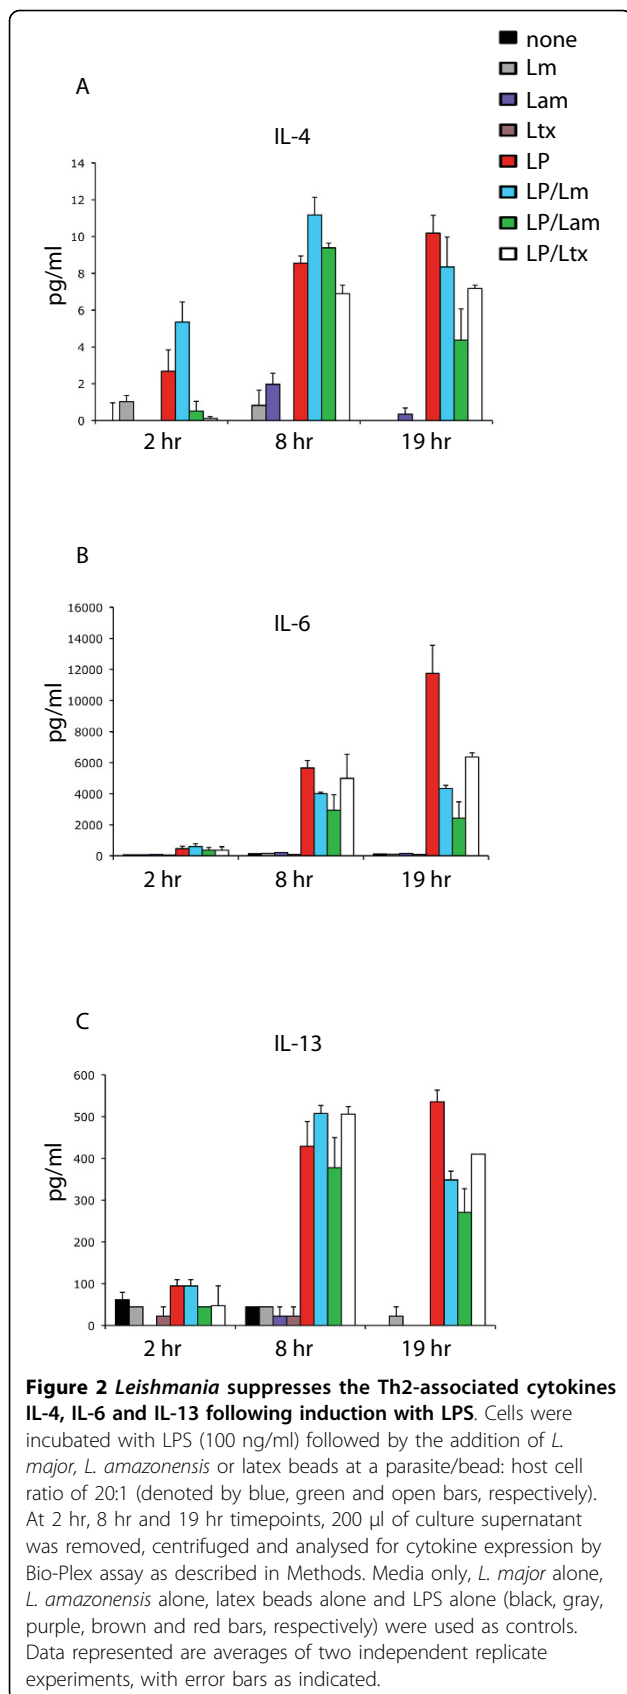 none
Lm
Lam
Ltx
LP
LP/Lm
LP/Lam
LP/Ltx
A
IL-4
14
12
10
8
6
4
2
0
pg/ml
2 hr 8 hr 19 hr
B
IL-6
16000
14000
12000
10000
8000
6000
4000
2000
0
pg/ml
2 hr 8 hr 19 hr
C
IL-13
600
500
400
300
200
100
0
pg/ml
2 hr 8 hr 19 hr
Figure 2 Leishmania suppresses the Th2-associated cytokines
IL-4, IL-6 and IL-13 following induction with LPS. Cells were
incubated with LPS (100 ng/ml) followed by the addition of L.
major, L. amazonensis or latex beads at a parasite/bead: host cell
ratio of 20:1 (denoted by blue, green and open bars, respectively).
At 2 hr, 8 hr and 19 hr timepoints, 200 μl of culture supernatant
was removed, centrifuged and analysed for cytokine expression by
Bio-Plex assay as described in Methods. Media only, L. major alone,
L. amazonensis alone, latex beads alone and LPS alone (black, gray,
purple, brown and red bars, respectively) were used as controls.
Data represented are averages of two independent replicate
experiments, with error bars as indicated.